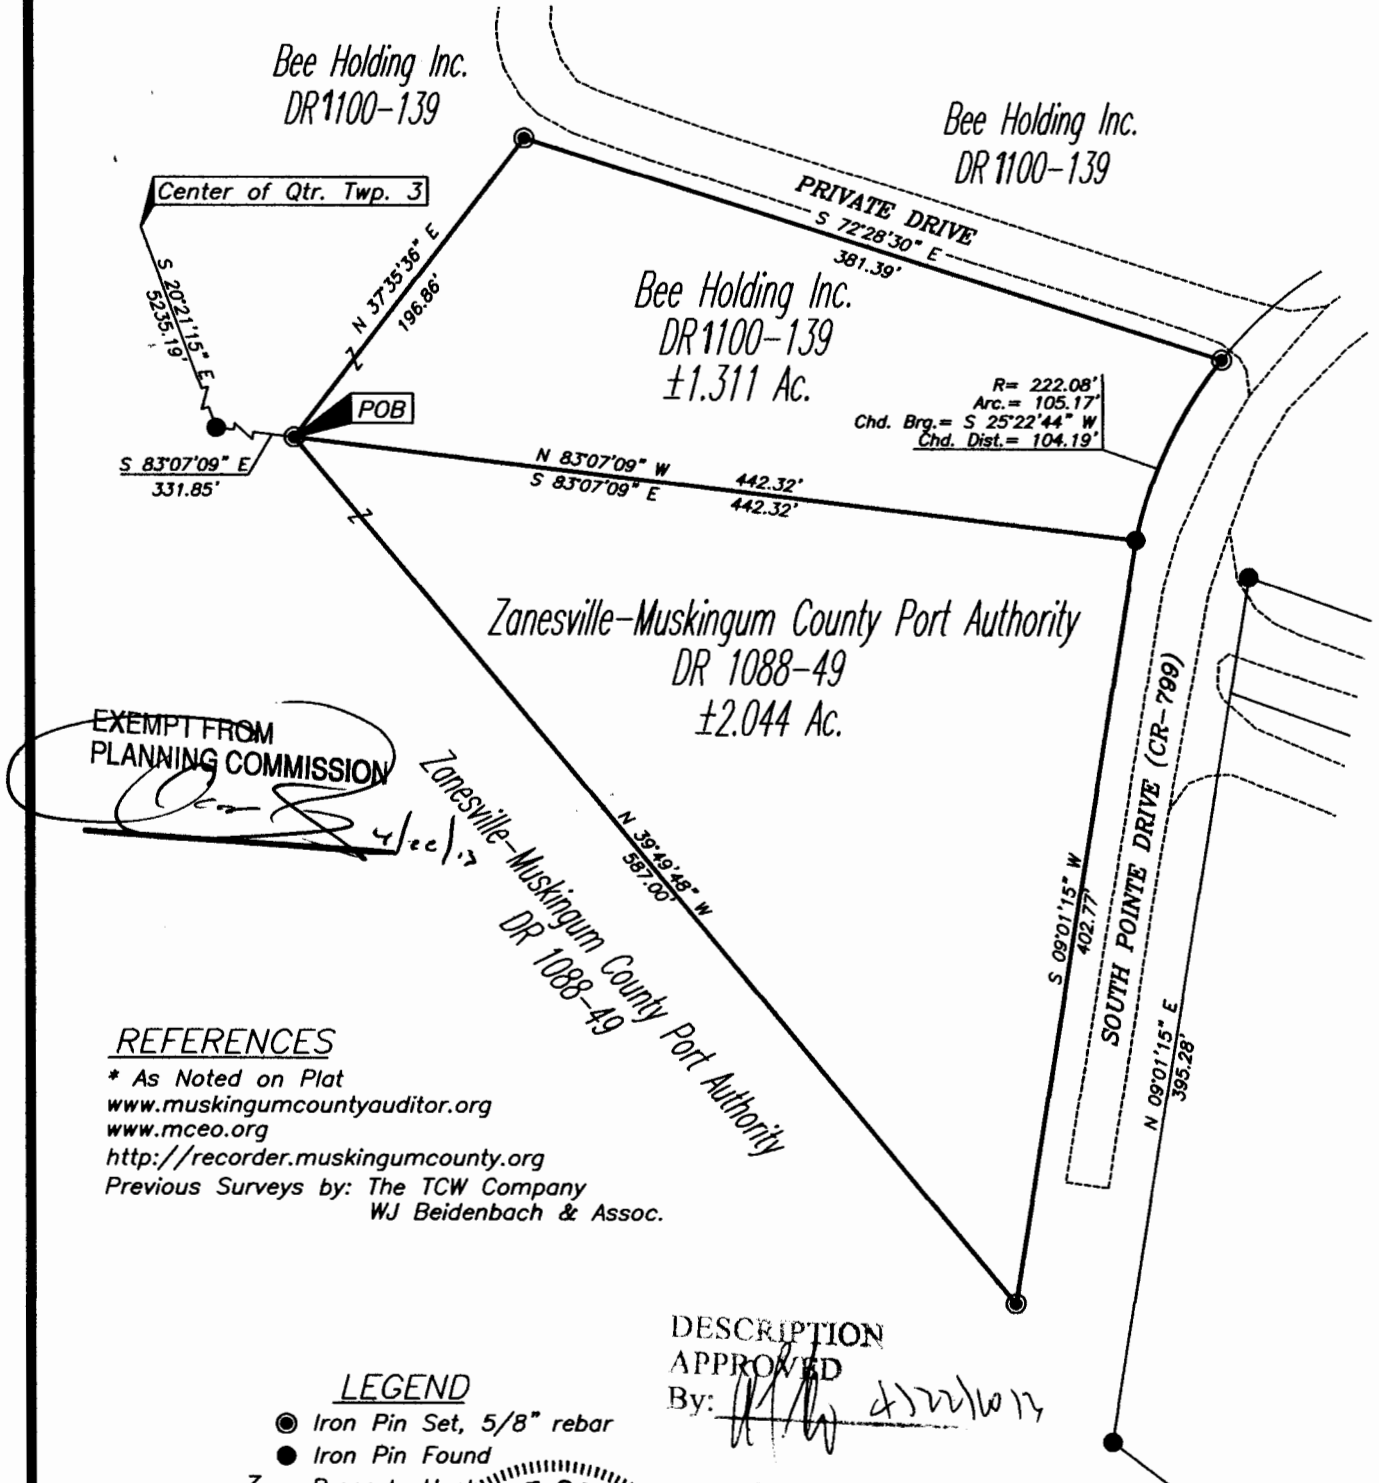 Bee Holding Inc.
DR1100-139
Bee Holding Inc.
DR1100-139
Center of Qtr. Twp. 3
PRIVATE DRIVE
S 72°28'30" E
381.39'
N 37°35'36" E
196.86'
S 20°21'15" E
5235.19'
Bee Holding Inc.
DR1100-139
±1.311 Ac.
R= 222.08'
Arc.= 105.17'
Chd. Brg.= S 25°22'44" W
Chd. Dist.= 104.19'
POB
S 83°07'09" E
331.85'
N 83°07'09" W 442.32'
S 83°07'09" E 442.32'
Z
Z
Zanesville-Muskingum County Port Authority
DR 1088-49
±2.044 Ac.
EXEMPT FROM
PLANNING COMMISSION
Zanesville-Muskingum County Port Authority
DR 1088-49
N 39°49'48" W
587.00'
S 09°01'15" W
402.77'
SOUTH POINTE DRIVE (CR-799)
N 09°01'15" E
395.28'
REFERENCES
* As Noted on Plat
www.muskingumcountyauditor.org
www.mceo.org
http://recorder.muskingumcounty.org
Previous Surveys by: The TCW Company
WJ Beidenbach & Assoc.
DESCRIPTION
APPROVED
By:
LEGEND
Iron Pin Set, 5/8" rebar
Iron Pin Found